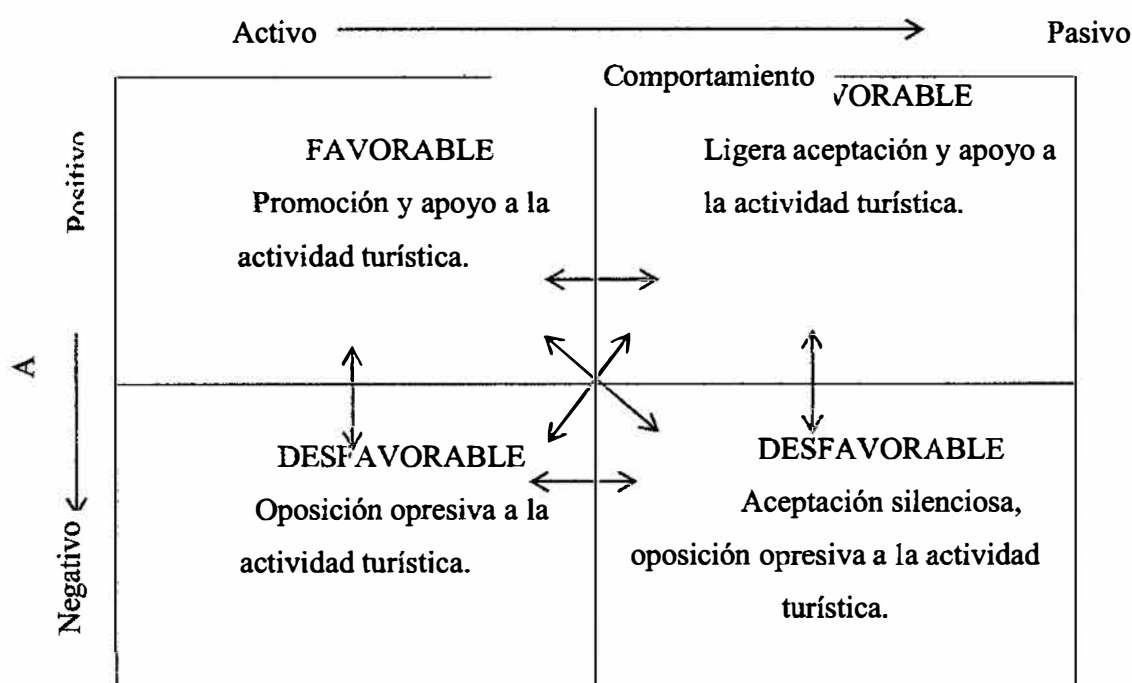 Activo
Pasivo
Comportamiento
Positivo
A
Negativo
FAVORABLE
Promoción y apoyo a la
actividad turística.
VORABLE
Ligera aceptación y apoyo a
la actividad turística.
DESFAVORABLE
Oposición opresiva a la
actividad turística.
DESFAVORABLE
Aceptación silenciosa,
oposición opresiva a la actividad
turística.